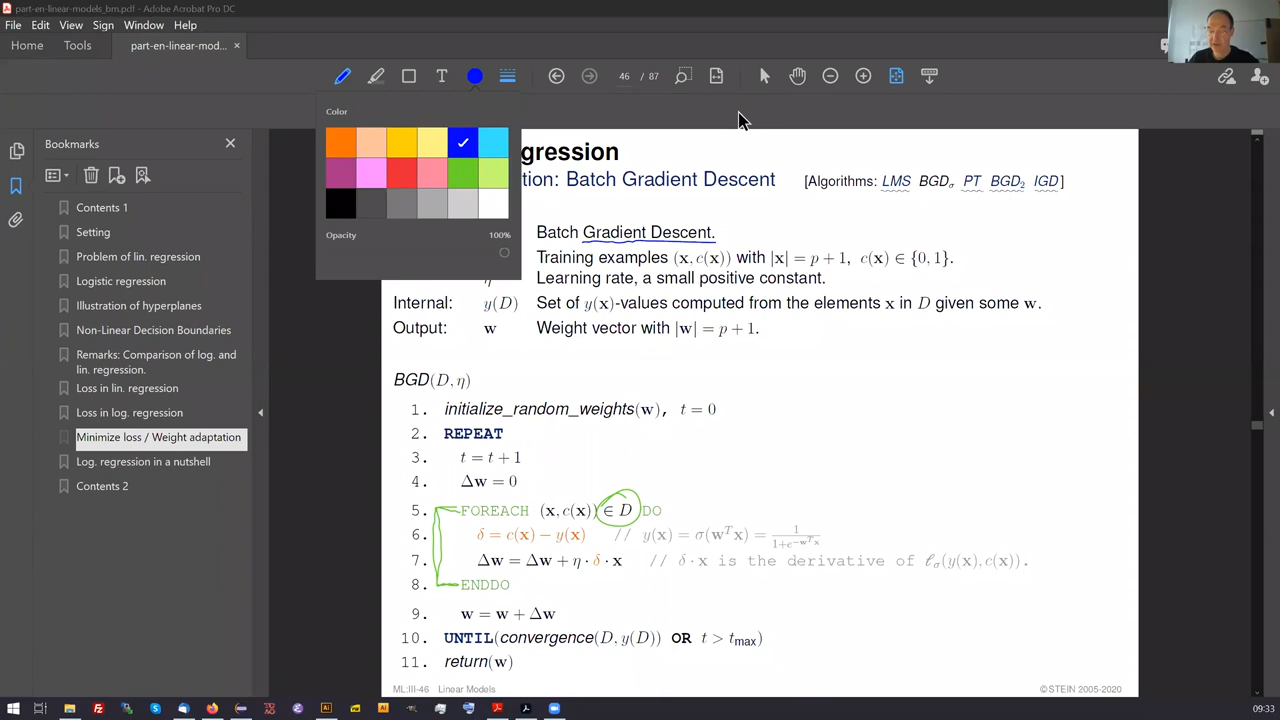 part-en-linear-models_bm.pdf - Adobe Acrobat Pro DC
File Edit View Sign Window Help
Home Tools part-en-linear-mod... ×
46 / 87
Color
Opacity 100%
Bookmarks
Contents 1
Setting
Problem of lin. regression
Logistic regression
Illustration of hyperplanes
Non-Linear Decision Boundaries
Remarks: Comparison of log. and
lin. regression.
Loss in lin. regression
Loss in log. regression
Minimize loss / Weight adaptation
Log. regression in a nutshell
Contents 2
gression
tion: Batch Gradient Descent [Algorithms: LMS BGDσ PT BGD₂ IGD]
Batch Gradient Descent.
Training examples (x, c(x)) with |x| = p + 1, c(x) ∈ {0, 1}.
η Learning rate, a small positive constant.
Internal: y(D) Set of y(x)-values computed from the elements x in D given some w.
Output: w Weight vector with |w| = p + 1.
BGD(D, η)
1. initialize_random_weights(w), t = 0
2. REPEAT
3. t = t + 1
4. Δw = 0
5. FOREACH (x, c(x)) ∈ D DO
6. δ = c(x) − y(x) // y(x) = σ(wᵀx) = 1/(1+e^(−wᵀx))
7. Δw = Δw + η · δ · x // δ · x is the derivative of ℓσ(y(x), c(x)).
8. ENDDO
9. w = w + Δw
10. UNTIL(convergence(D, y(D)) OR t > tmax)
11. return(w)
ML:III-46 Linear Models ©STEIN 2005-2020
09:33